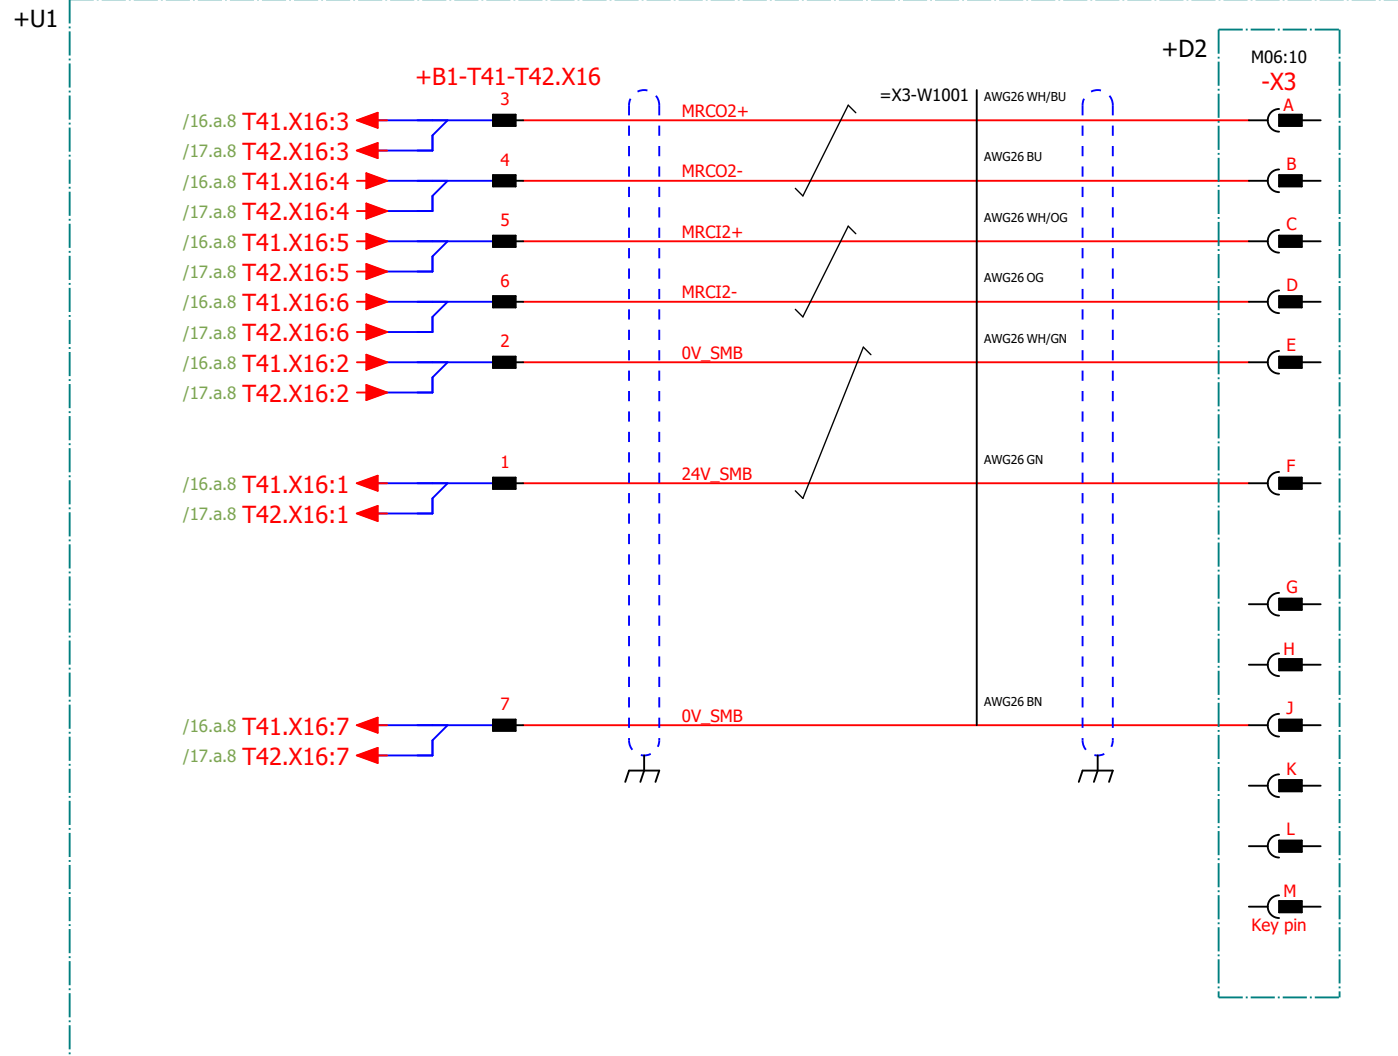 +U1
+D2
M06:10
-X3
+B1-T41-T42.X16
=X3-W1001
3
MRCO2+
AWG26 WH/BU
A
/16.a.8 T41.X16:3
/17.a.8 T42.X16:3
4
MRCO2-
AWG26 BU
B
/16.a.8 T41.X16:4
/17.a.8 T42.X16:4
5
MRCI2+
AWG26 WH/OG
C
/16.a.8 T41.X16:5
/17.a.8 T42.X16:5
6
MRCI2-
AWG26 OG
D
/16.a.8 T41.X16:6
/17.a.8 T42.X16:6
2
0V_SMB
AWG26 WH/GN
E
/16.a.8 T41.X16:2
/17.a.8 T42.X16:2
1
24V_SMB
AWG26 GN
F
/16.a.8 T41.X16:1
/17.a.8 T42.X16:1
G
H
7
0V_SMB
AWG26 BN
J
/16.a.8 T41.X16:7
/17.a.8 T42.X16:7
K
L
M
Key pin